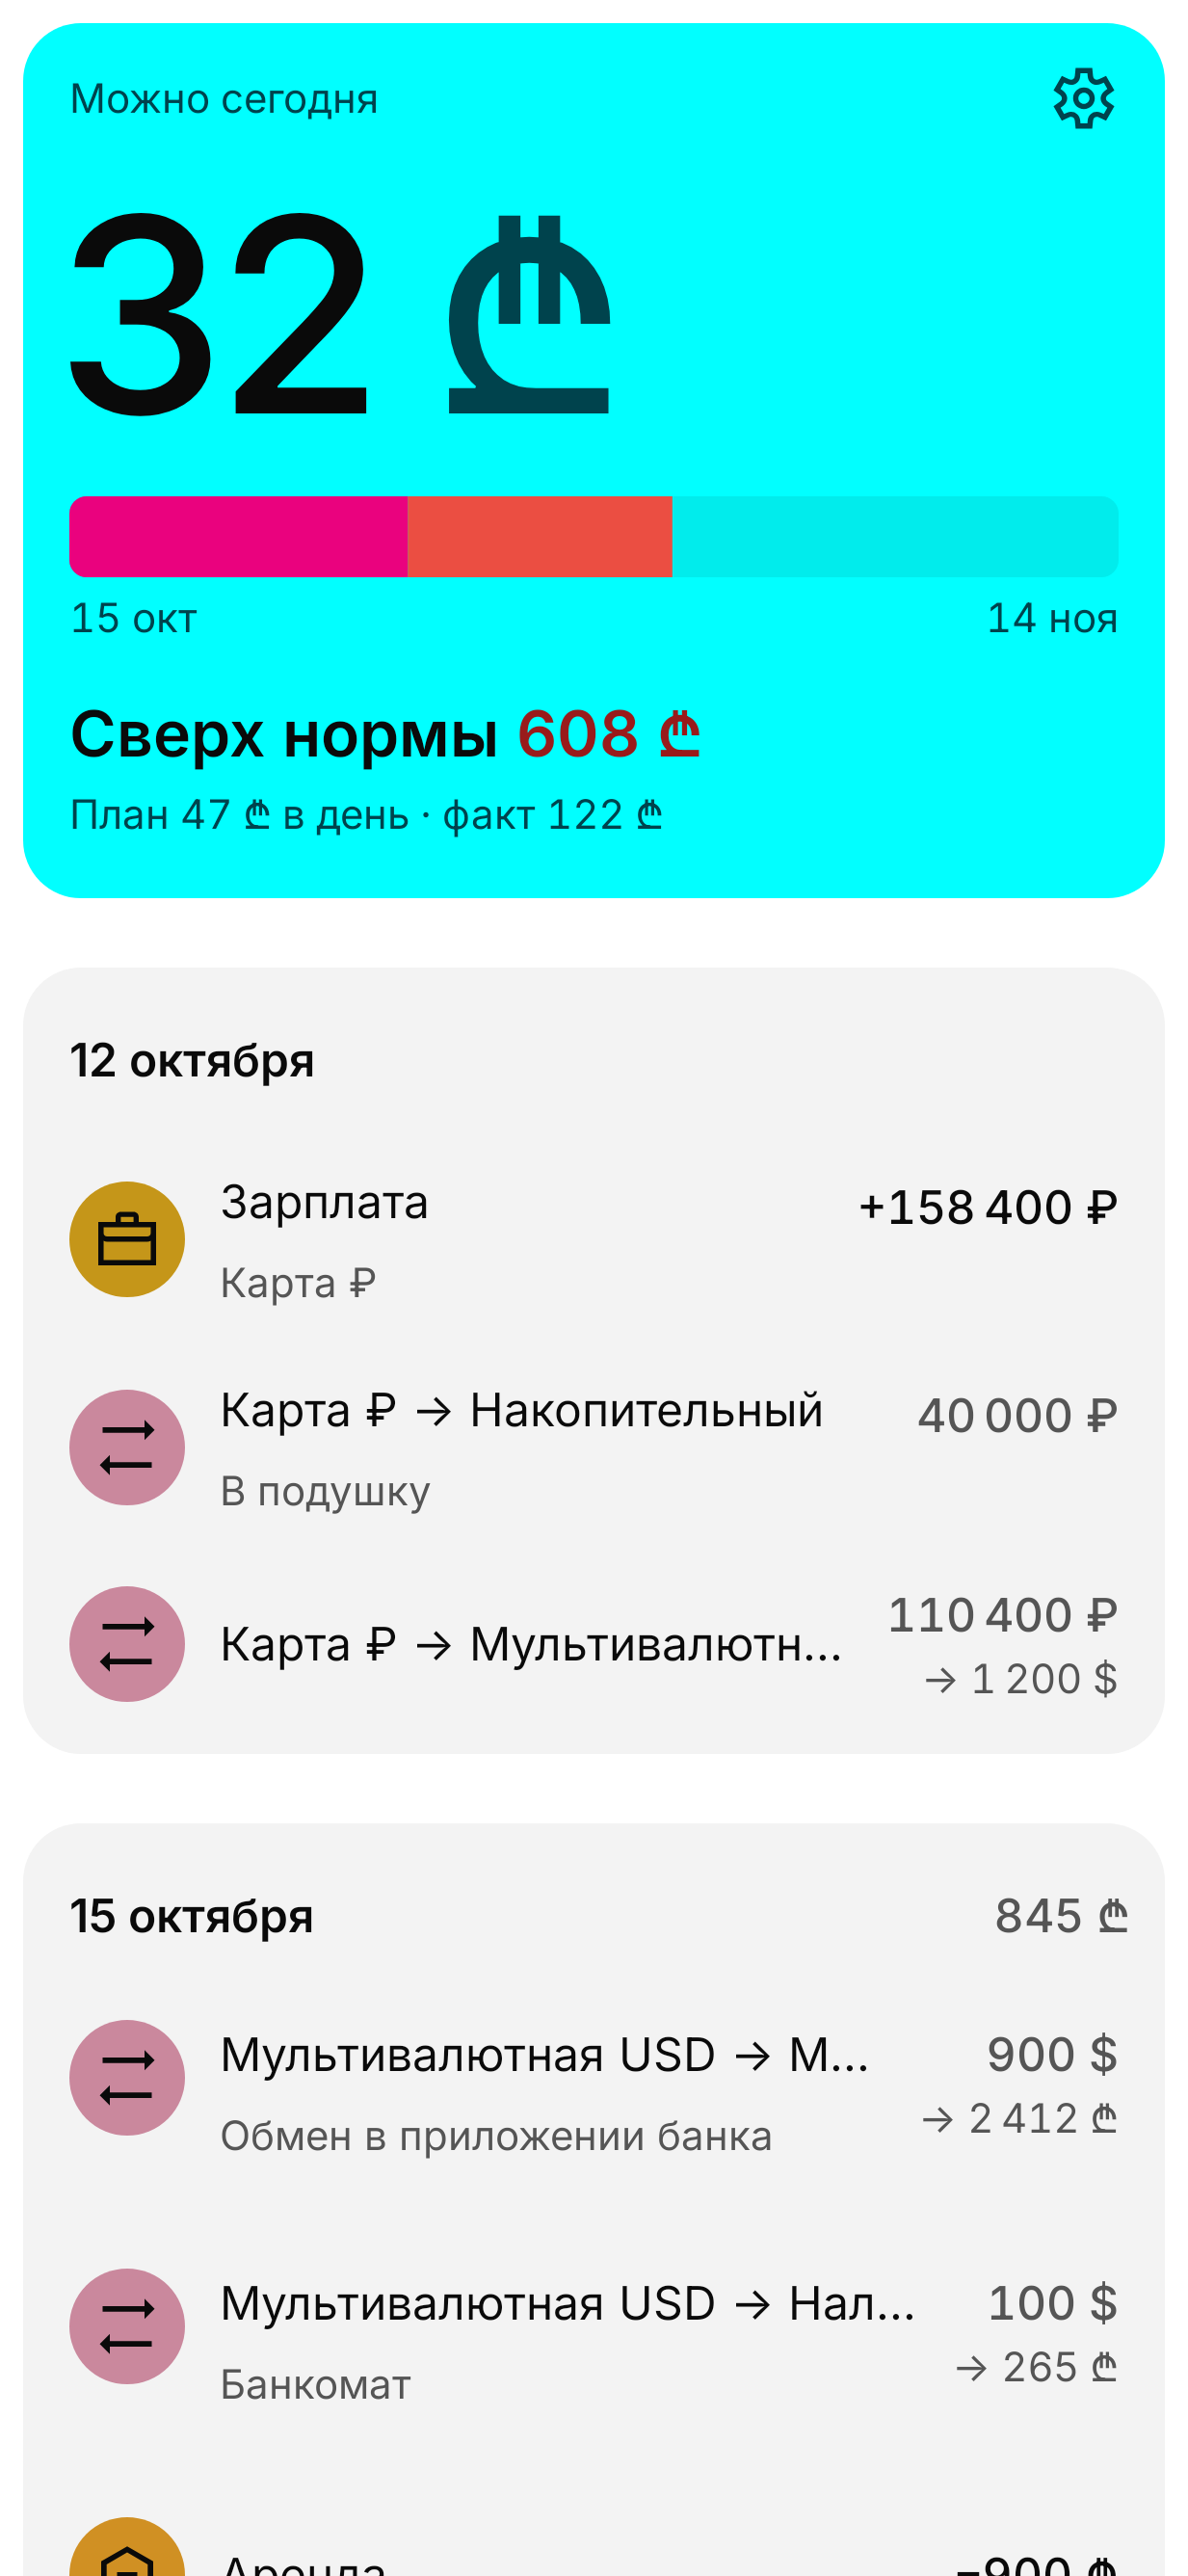 Можно сегодня
32 ₾
15 окт
14 ноя
Сверх нормы 608 ₾
План 47 ₾ в день · факт 122 ₾
12 октября
Зарплата
+158 400 ₽
Карта ₽
Карта ₽ → Накопительный
40 000 ₽
В подушку
110 400 ₽
Карта ₽ → Мультивалютн...
→ 1 200 $
15 октября
845 ₾
Мультивалютная USD → М...
900 $
→ 2 412 ₾
Обмен в приложении банка
Мультивалютная USD → Нал...
100 $
→ 265 ₾
Банкомат
Аренда
−900 ₾